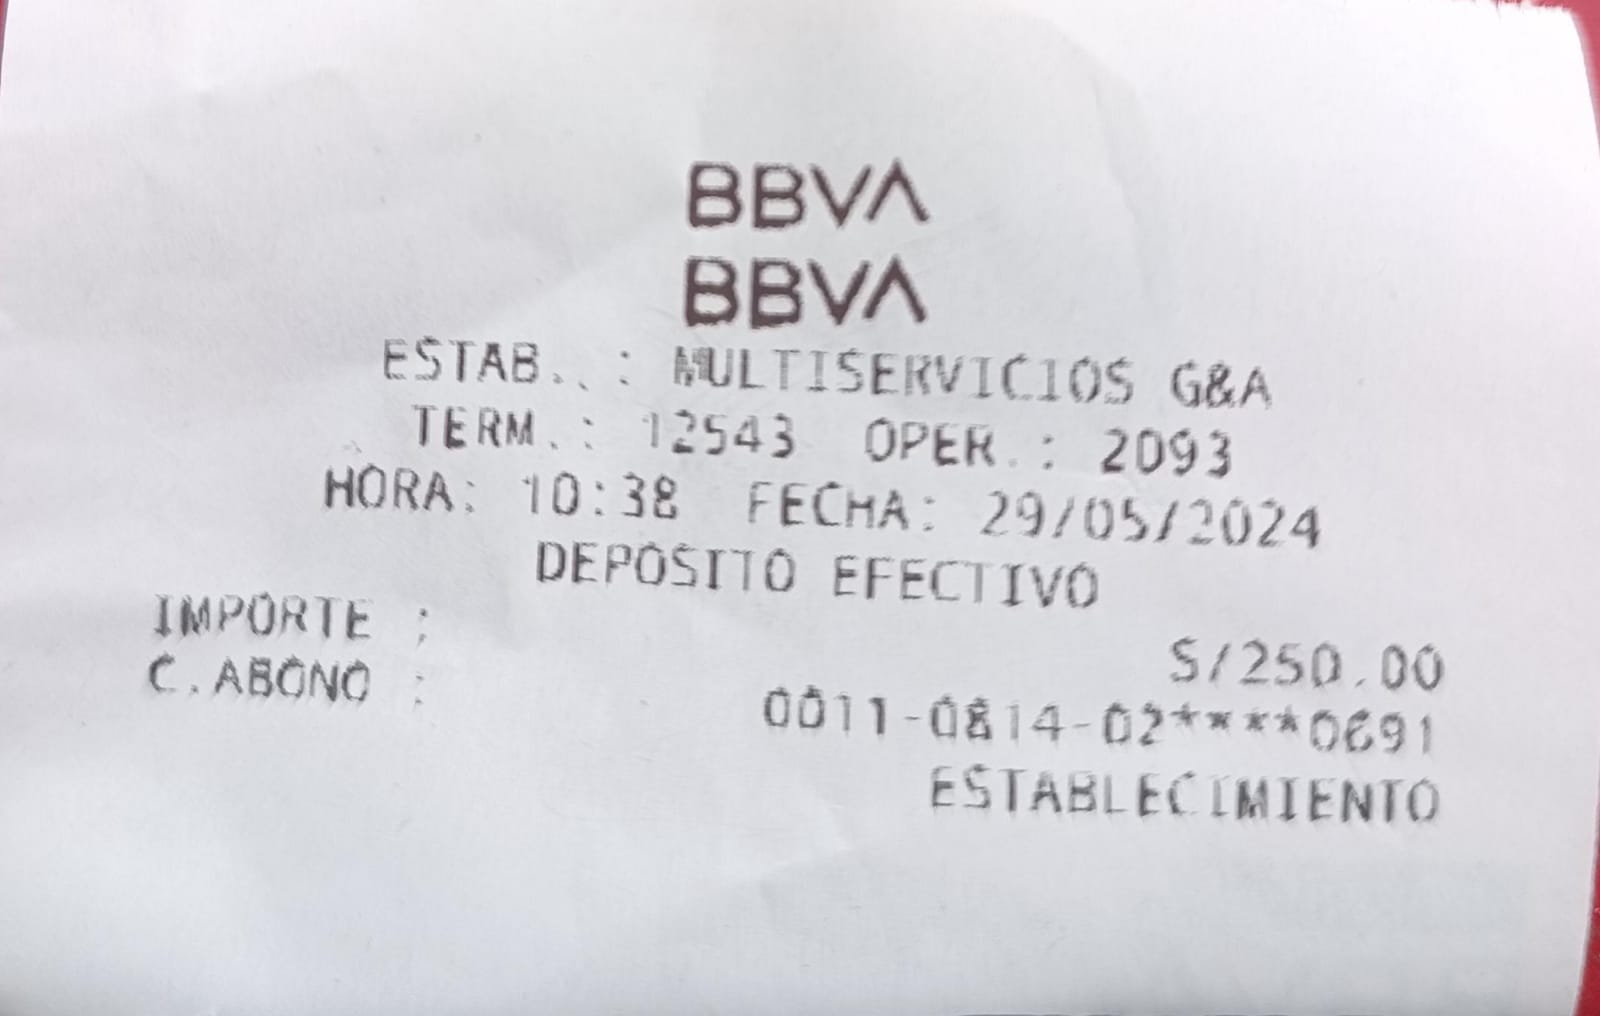 BBVA
BBVA
ESTAB..: MULTISERVICIOS G&A
TERM.: 12543 OPER.: 2093
HORA: 10:38 FECHA: 29/05/2024
DEPOSITO EFECTIVO
IMPORTE : S/250.00
C.ABONO : 0011-0814-02****0691
ESTABLECIMIENTO